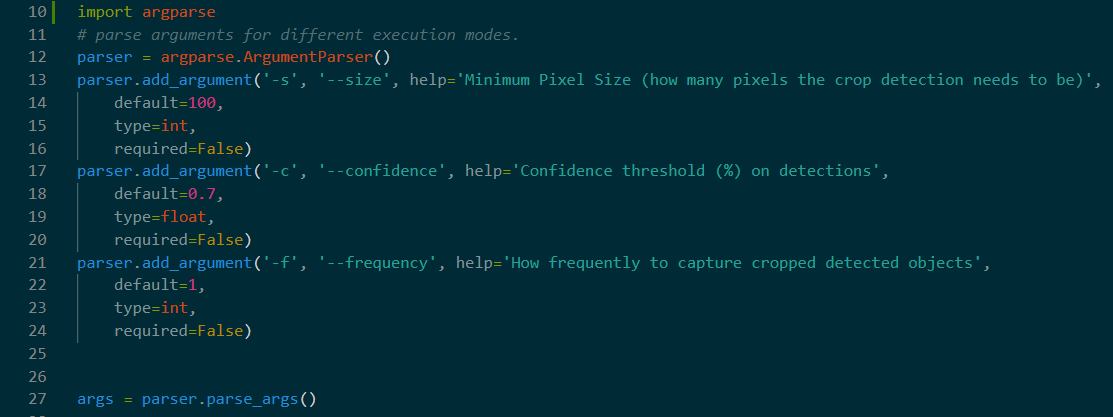 10 import argparse
11 # parse arguments for different execution modes.
12 parser = argparse.ArgumentParser()
13 parser.add_argument('-s', '--size', help='Minimum Pixel Size (how many pixels the crop detection needs to be)',
14     default=100,
15     type=int,
16     required=False)
17 parser.add_argument('-c', '--confidence', help='Confidence threshold (%) on detections',
18     default=0.7,
19     type=float,
20     required=False)
21 parser.add_argument('-f', '--frequency', help='How frequently to capture cropped detected objects',
22     default=1,
23     type=int,
24     required=False)
25
26
27 args = parser.parse_args()